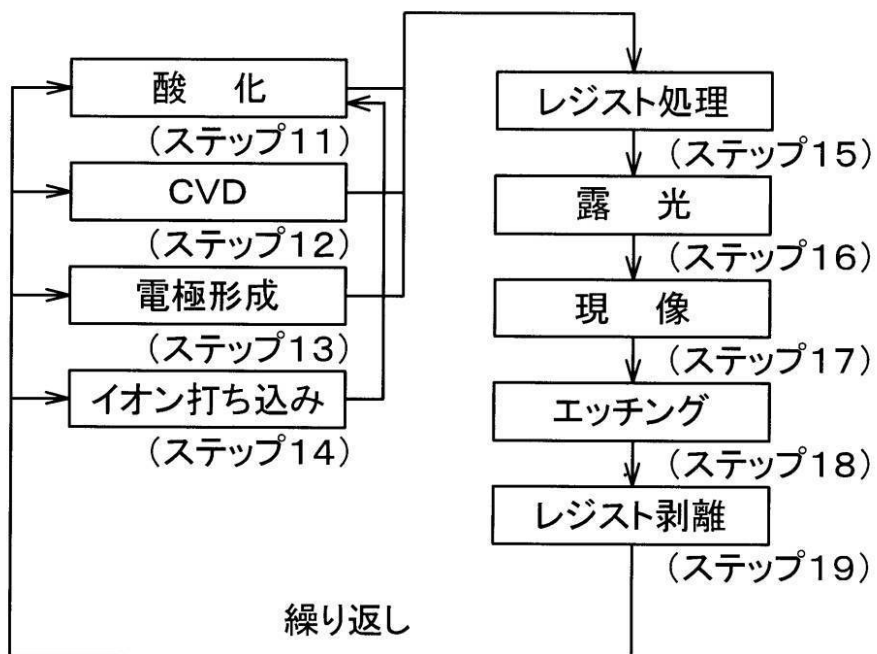 酸　化
(ステップ11)
CVD
(ステップ12)
電極形成
(ステップ13)
イオン打ち込み
(ステップ14)
レジスト処理
(ステップ15)
露　光
(ステップ16)
現　像
(ステップ17)
エッチング
(ステップ18)
レジスト剥離
(ステップ19)
繰り返し